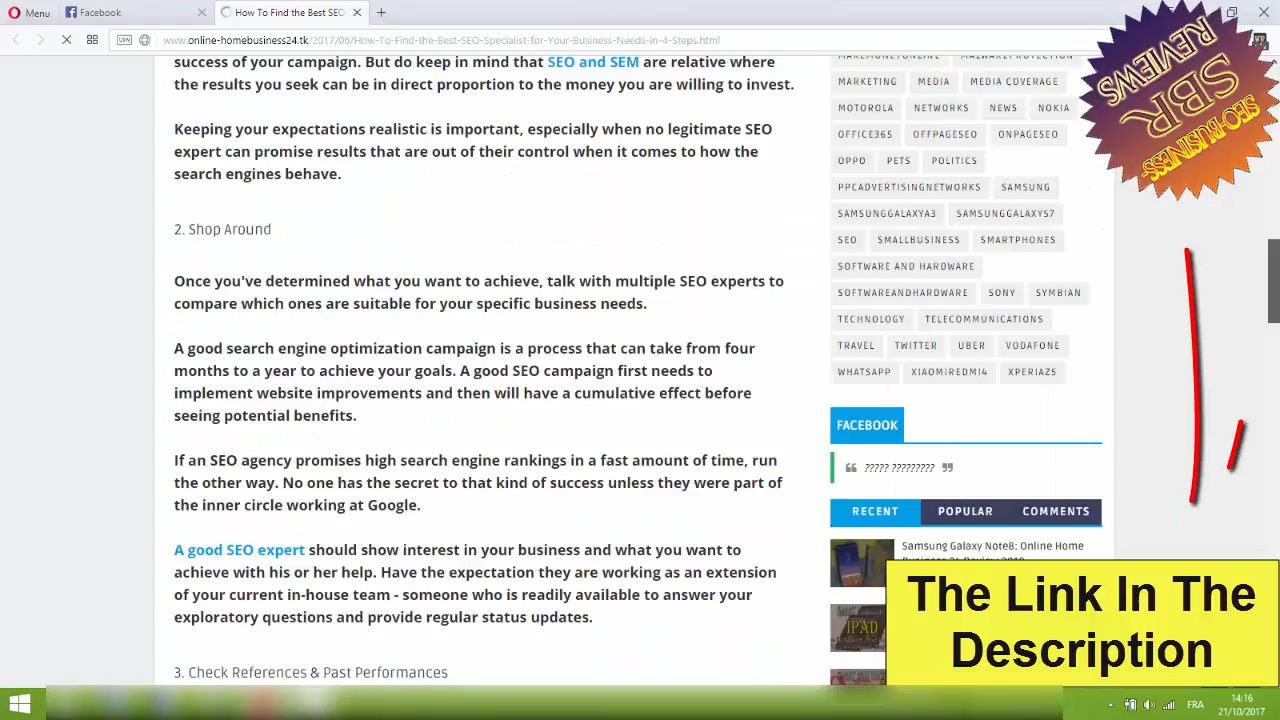 Menu
Facebook
How To Find the Best SEO
VPN
www.online-homebusiness24.tk/2017/06/How-To-Find-the-Best-SEO-Specialist-for-Your-Business-Needs-in-4-Steps.html
success of your campaign. But do keep in mind that SEO and SEM are relative where
the results you seek can be in direct proportion to the money you are willing to invest.
Keeping your expectations realistic is important, especially when no legitimate SEO
expert can promise results that are out of their control when it comes to how the
search engines behave.
2. Shop Around
Once you've determined what you want to achieve, talk with multiple SEO experts to
compare which ones are suitable for your specific business needs.
A good search engine optimization campaign is a process that can take from four
months to a year to achieve your goals. A good SEO campaign first needs to
implement website improvements and then will have a cumulative effect before
seeing potential benefits.
If an SEO agency promises high search engine rankings in a fast amount of time, run
the other way. No one has the secret to that kind of success unless they were part of
the inner circle working at Google.
A good SEO expert should show interest in your business and what you want to
achieve with his or her help. Have the expectation they are working as an extension
of your current in-house team - someone who is readily available to answer your
exploratory questions and provide regular status updates.
3. Check References & Past Performances
MAKEMONEYONLINE MALWAREPROTECTION
MARKETING MEDIA MEDIA COVERAGE
MOTOROLA NETWORKS NEWS NOKIA
OFFICE365 OFFPAGESEO ONPAGESEO
OPPO PETS POLITICS
PPCADVERTISINGNETWORKS SAMSUNG
SAMSUNGGALAXYA3 SAMSUNGGALAXYS7
SEO SMALLBUSINESS SMARTPHONES
SOFTWARE AND HARDWARE
SOFTWAREANDHARDWARE SONY SYMBIAN
TECHNOLOGY TELECOMMUNICATIONS
TRAVEL TWITTER UBER VODAFONE
WHATSAPP XIAOMIREDMI4 XPERIAZ5
FACEBOOK
????? ?????????
RECENT POPULAR COMMENTS
Samsung Galaxy Note8: Online Home
IPAD
REVIEWS
SBR
SEO-BUSINESS-
The Link In The
Description
FRA
14:16
21/10/2017